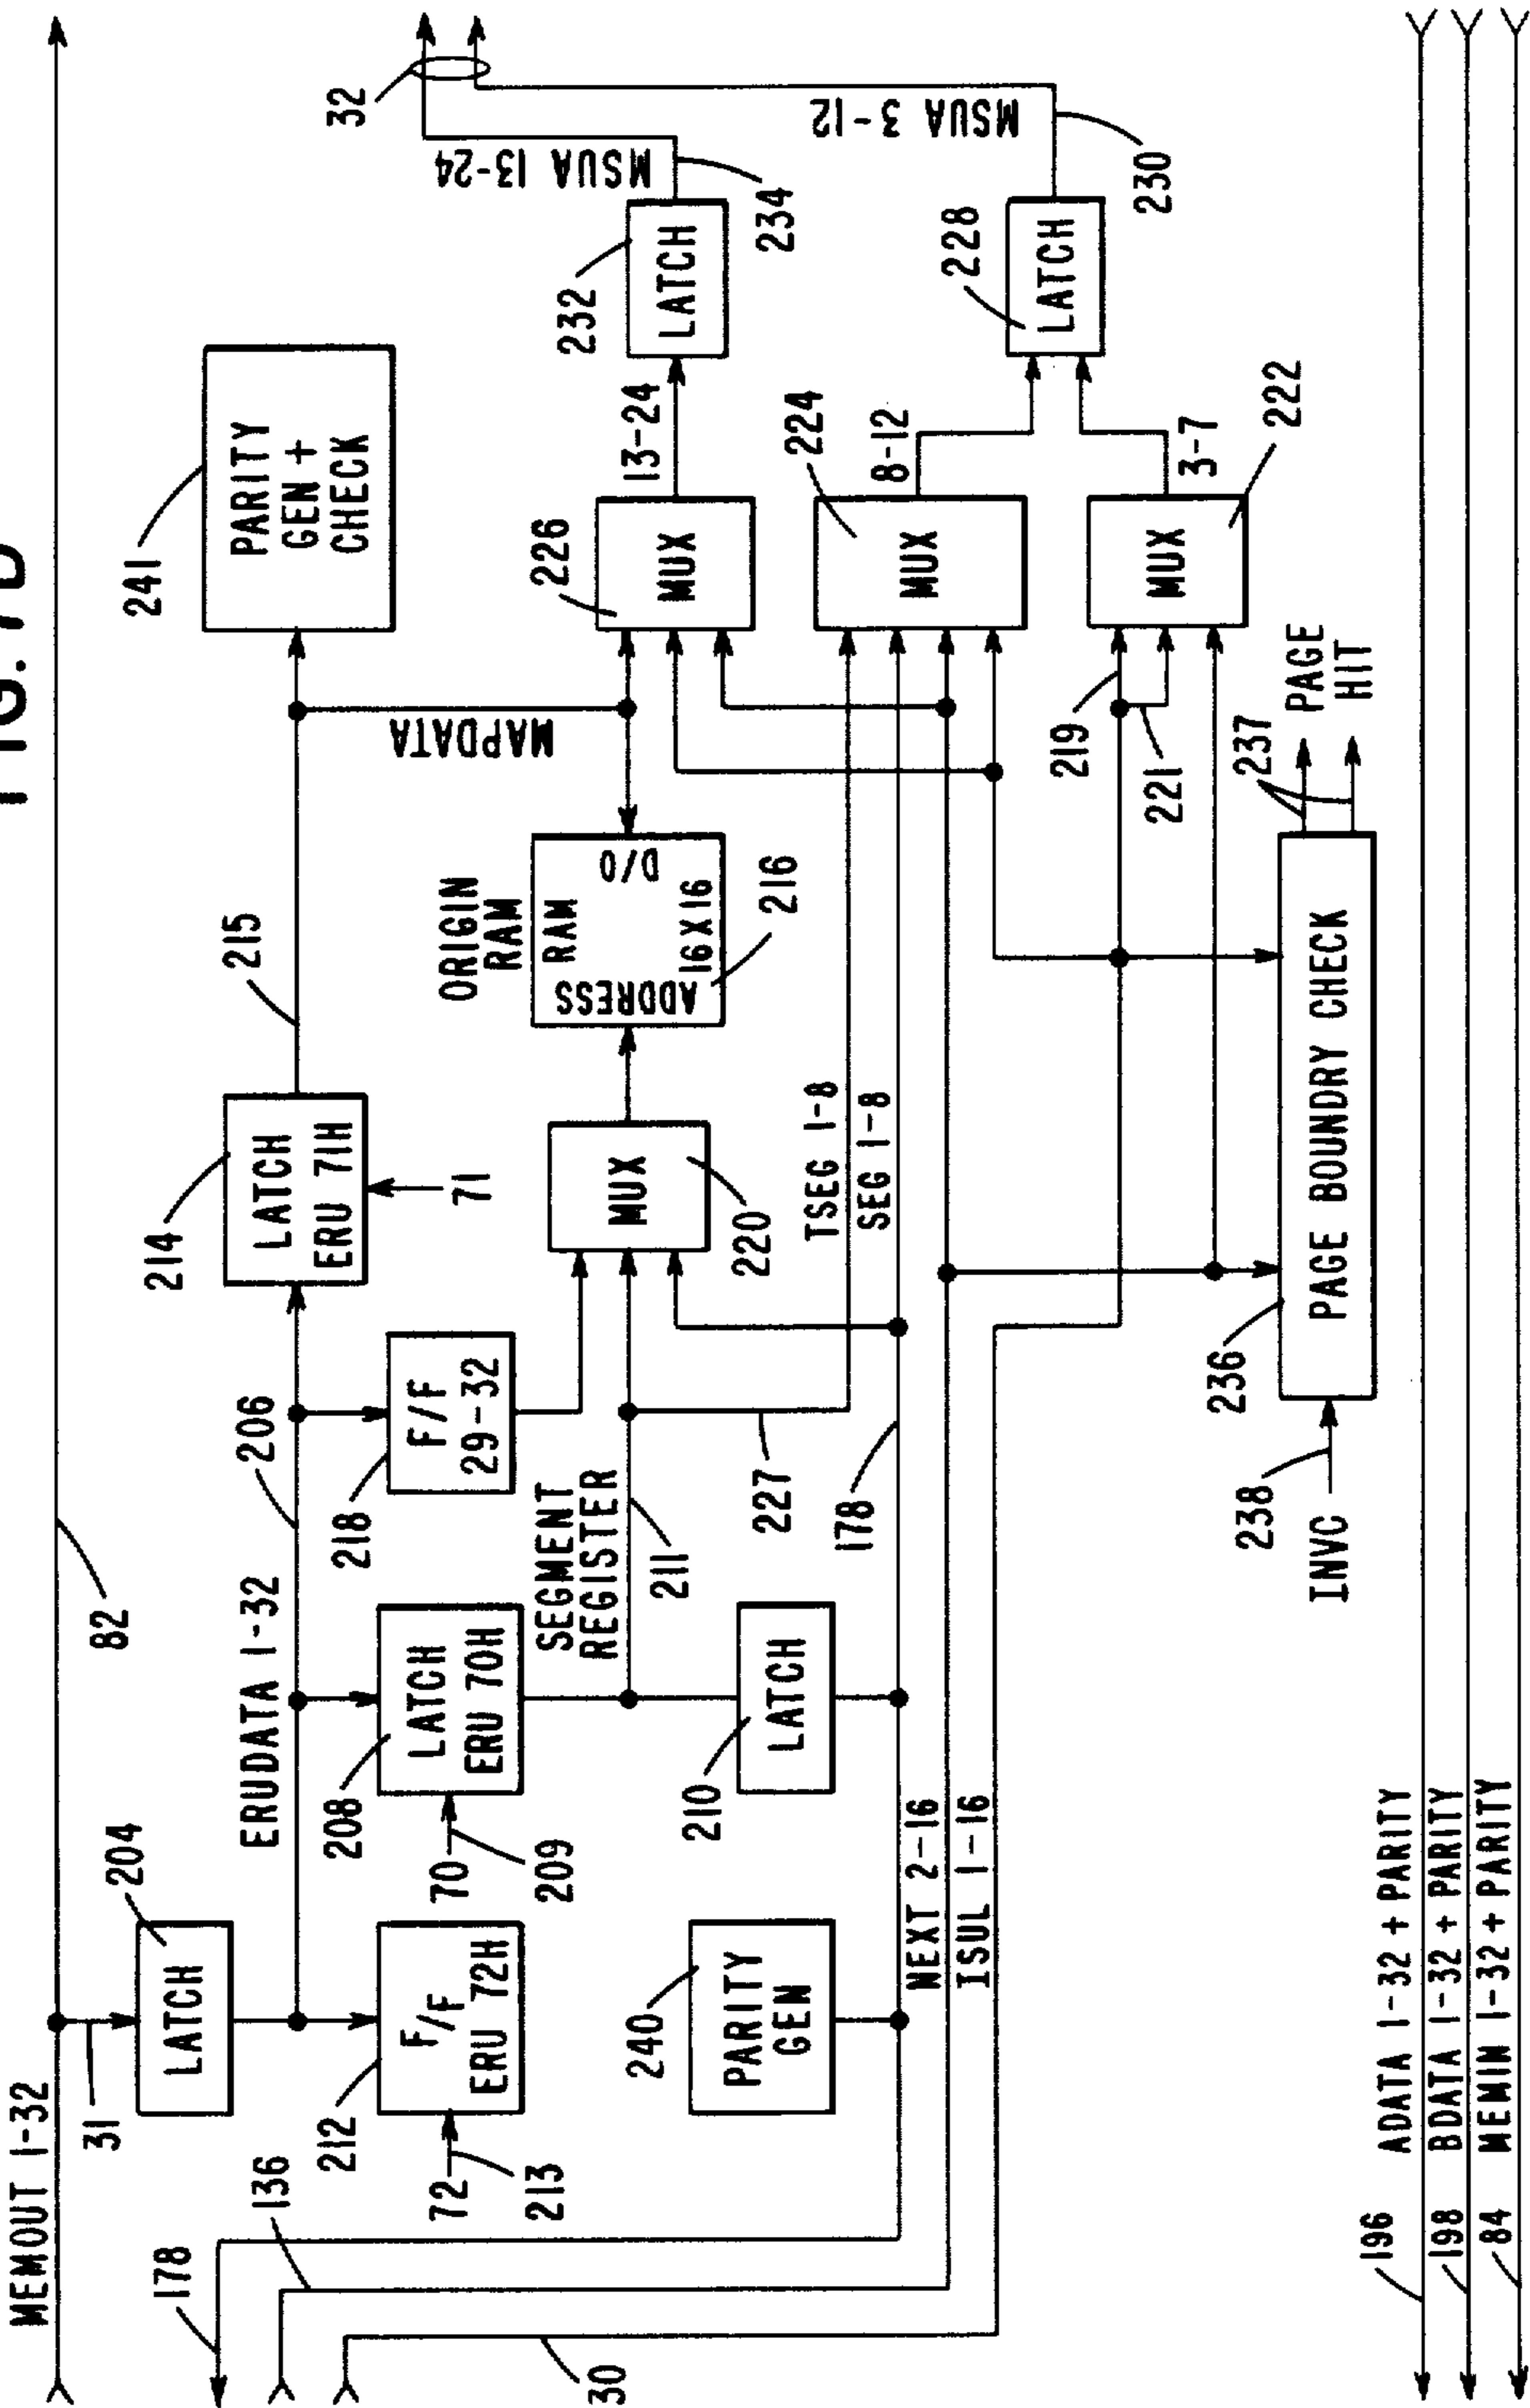 FIG. 7B
MEMOUT 1-32
82
31
LATCH
204
ERUDATA 1-32
206
178
136
30
212
F/F
ERU 72H
72
213
208
LATCH
ERU 70H
70
209
SEGMENT
REGISTER
211
218
F/F
29-32
214
LATCH
ERU 71H
71
215
241
PARITY
GEN +
CHECK
MAPDATA
240
PARITY
GEN
210
LATCH
227
178
MUX
220
ORIGIN
RAM
RAM
ADDRESS
D/O
16X16
216
226
MUX
13-24
232
LATCH
234
MSUA 13-24
32
TSEG 1-8
SEG 1-8
NEXT 2-16
ISUL 1-16
224
MUX
8-12
228
LATCH
230
MSUA 3-12
219
221
MUX
222
3-7
INVC
238
236
PAGE BOUNDRY CHECK
237
PAGE
HIT
196
ADATA 1-32 + PARITY
198
BDATA 1-32 + PARITY
84
MEMIN 1-32 + PARITY